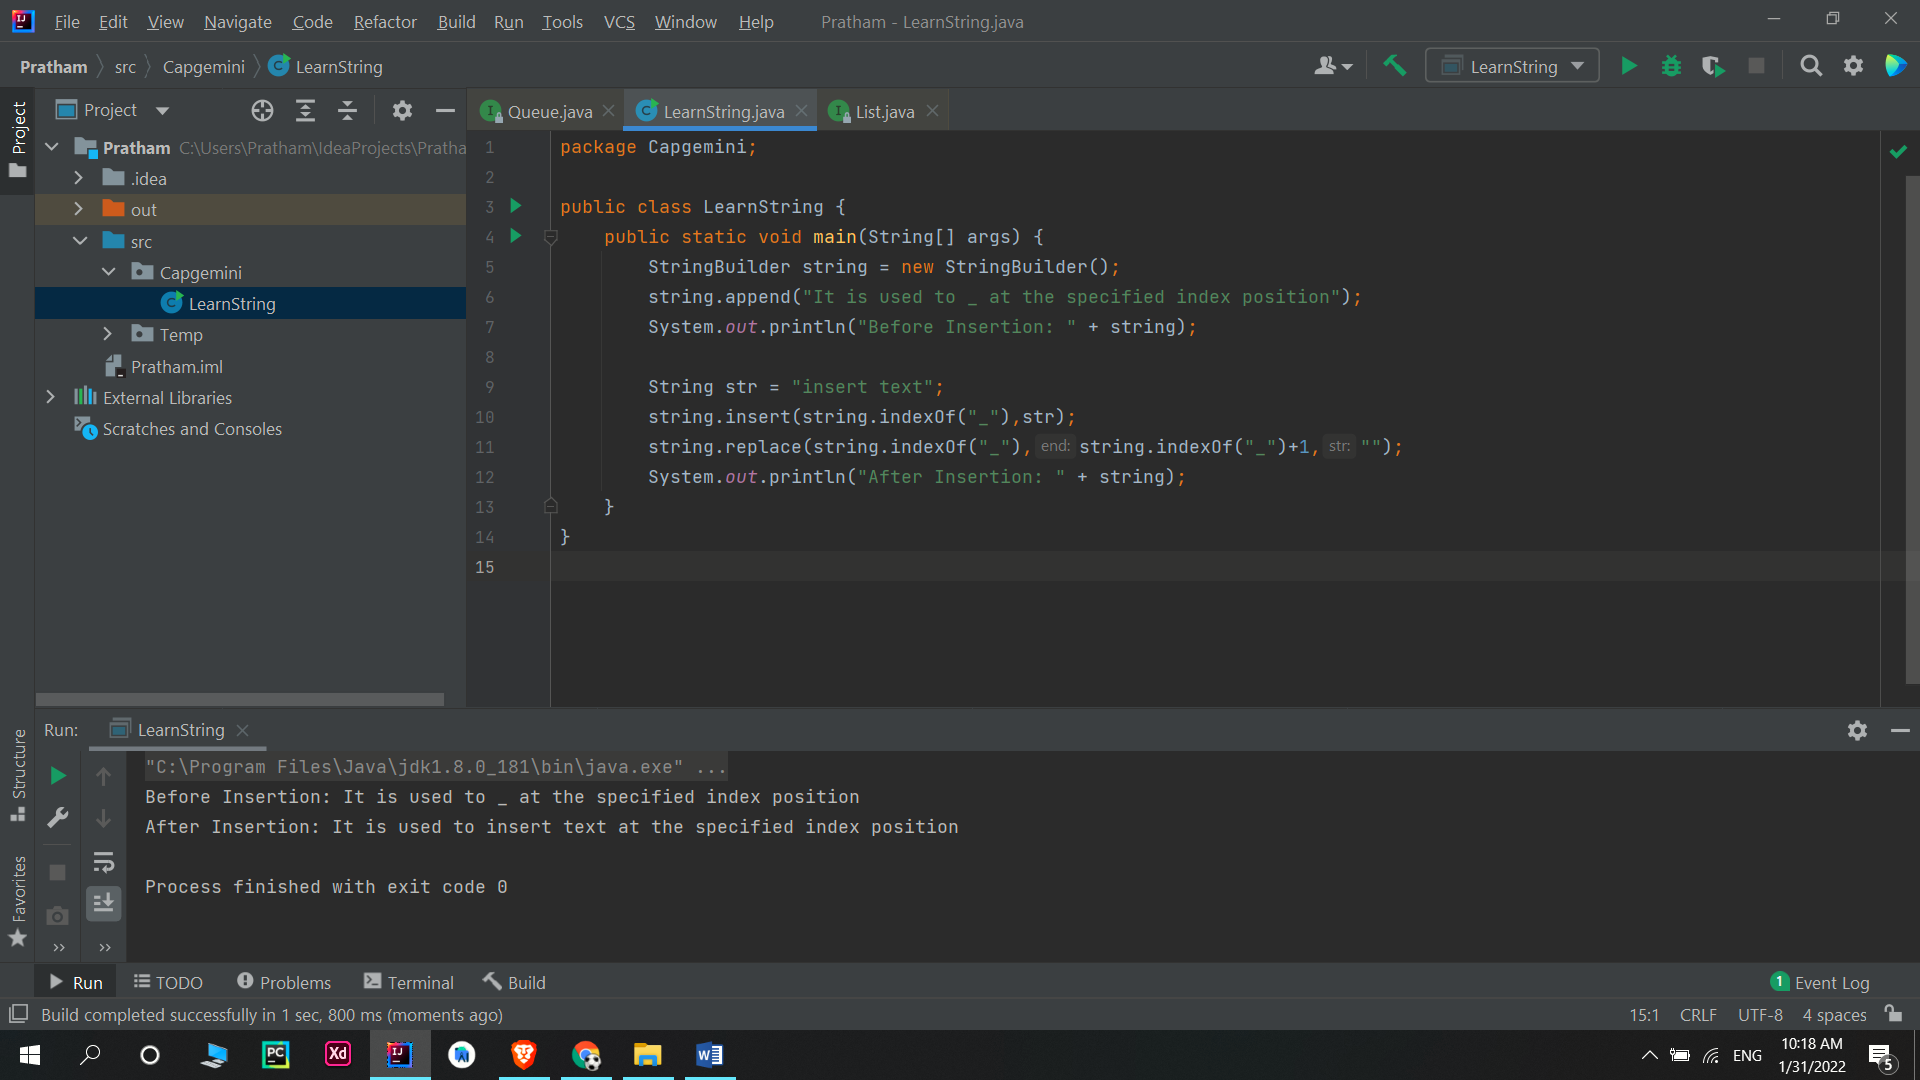 File Edit View Navigate Code Refactor Build Run Tools VCS Window Help Pratham - LearnString.java
Pratham src Capgemini LearnString LearnString
Project
Project
Queue.java LearnString.java List.java
Pratham C:\Users\Pratham\IdeaProjects\Pratha
.idea
out
src
Capgemini
LearnString
Temp
Pratham.iml
External Libraries
Scratches and Consoles
1 package Capgemini;
2
3 public class LearnString {
4 public static void main(String[] args) {
5 StringBuilder string = new StringBuilder();
6 string.append("It is used to _ at the specified index position");
7 System.out.println("Before Insertion: " + string);
8
9 String str = "insert text";
10 string.insert(string.indexOf("_"),str);
11 string.replace(string.indexOf("_"), end: string.indexOf("_")+1, str: "");
12 System.out.println("After Insertion: " + string);
13 }
14 }
15
Structure
Favorites
Run: LearnString
"C:\Program Files\Java\jdk1.8.0_181\bin\java.exe" ...
Before Insertion: It is used to _ at the specified index position
After Insertion: It is used to insert text at the specified index position
Process finished with exit code 0
Run TODO Problems Terminal Build 1 Event Log
Build completed successfully in 1 sec, 800 ms (moments ago) 15:1 CRLF UTF-8 4 spaces
PC Xd IJ W ENG 10:18 AM 5
1/31/2022